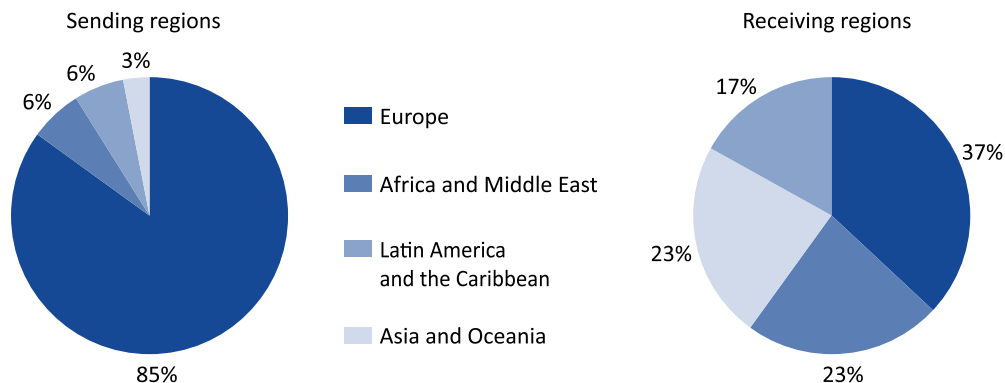 Sending regions
3%
6%
6%
85%
Europe
Africa and Middle East
Latin America
and the Caribbean
Asia and Oceania
Receiving regions
17%
37%
23%
23%